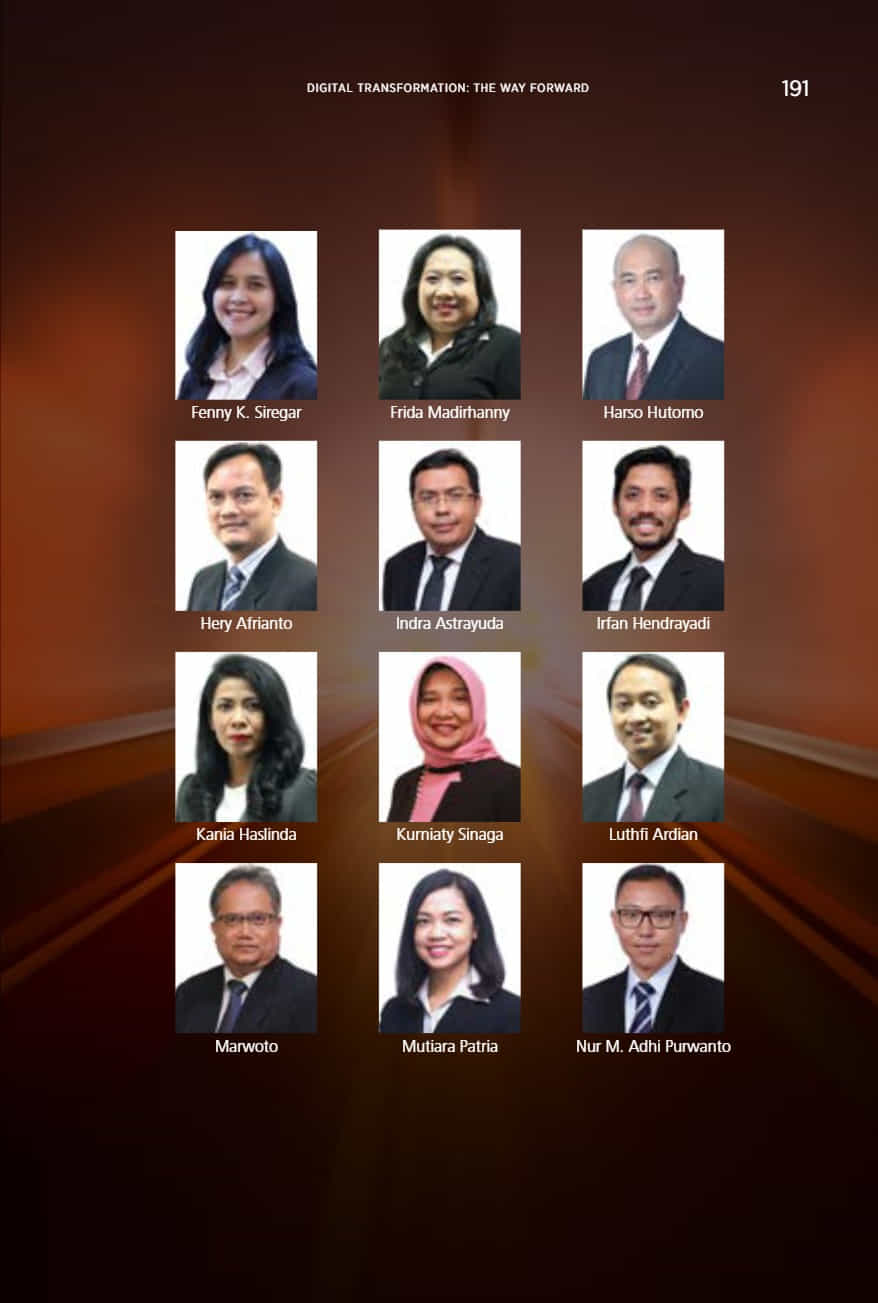 DIGITAL TRANSFORMATION: THE WAY FORWARD
191
Fenny K. Siregar
Frida Madirhanny
Harso Hutomo
Hery Afrianto
Indra Astrayuda
Irfan Hendrayadi
Kania Haslinda
Kurniaty Sinaga
Luthfi Ardian
Marwoto
Mutiara Patria
Nur M. Adhi Purwanto